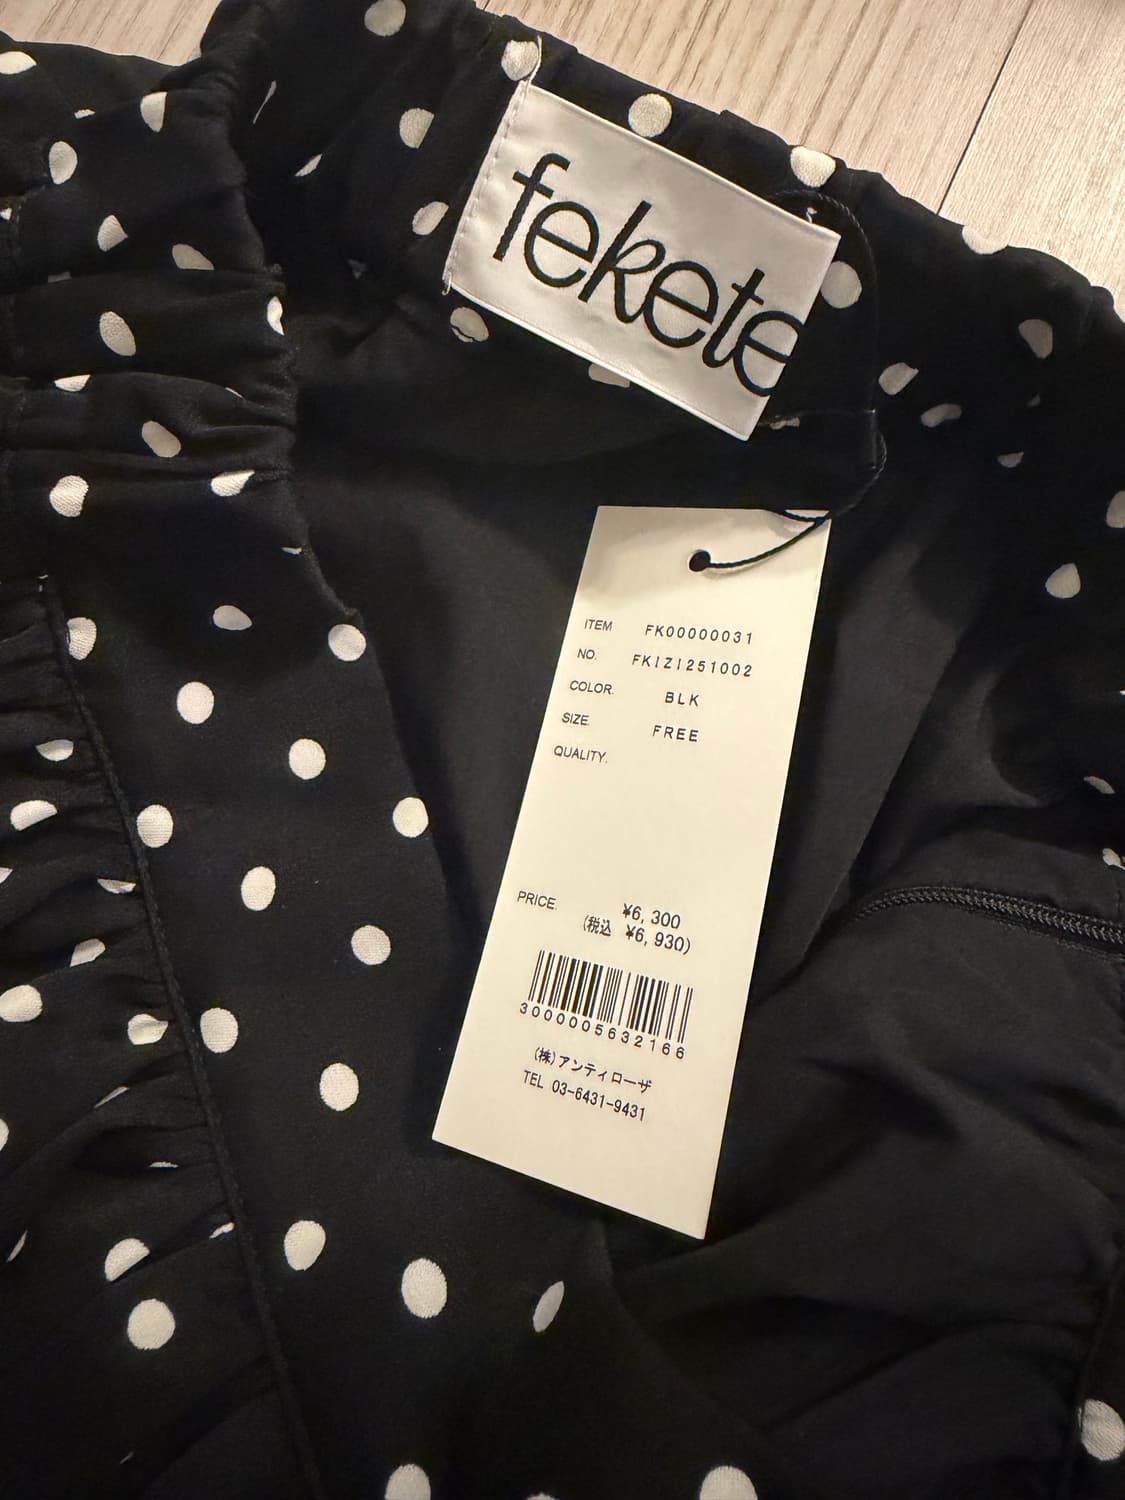 fekete
ITEM FK00000031
NO. FKIZI251002
COLOR. BLK
SIZE. FREE
QUALITY.
PRICE. ¥6,300
(税込 ¥6,930)
3000005632166
(株)アンティローザ
TEL 03-6431-9431